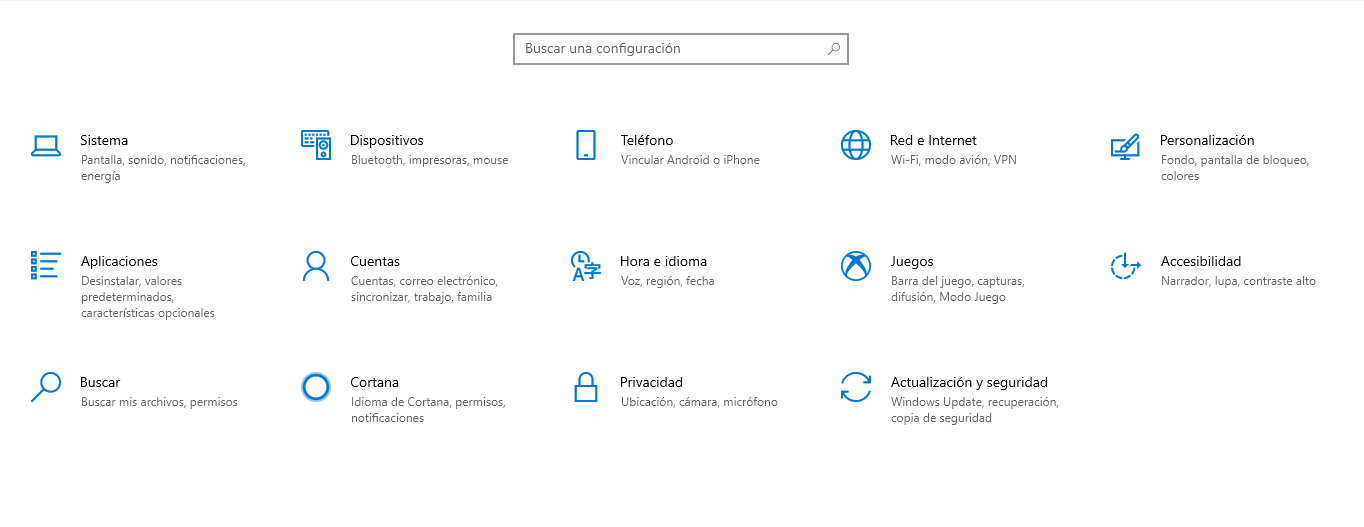 Buscar una configuración
Sistema
Pantalla, sonido, notificaciones,
energía
Dispositivos
Bluetooth, impresoras, mouse
Teléfono
Vincular Android o iPhone
Red e Internet
Wi-Fi, modo avión, VPN
Personalización
Fondo, pantalla de bloqueo,
colores
Aplicaciones
Desinstalar, valores
predeterminados,
características opcionales
Cuentas
Cuentas, correo electrónico,
sincronizar, trabajo, familia
Hora e idioma
Voz, región, fecha
Juegos
Barra del juego, capturas,
difusión, Modo Juego
Accesibilidad
Narrador, lupa, contraste alto
Buscar
Buscar mis archivos, permisos
Cortana
Idioma de Cortana, permisos,
notificaciones
Privacidad
Ubicación, cámara, micrófono
Actualización y seguridad
Windows Update, recuperación,
copia de seguridad